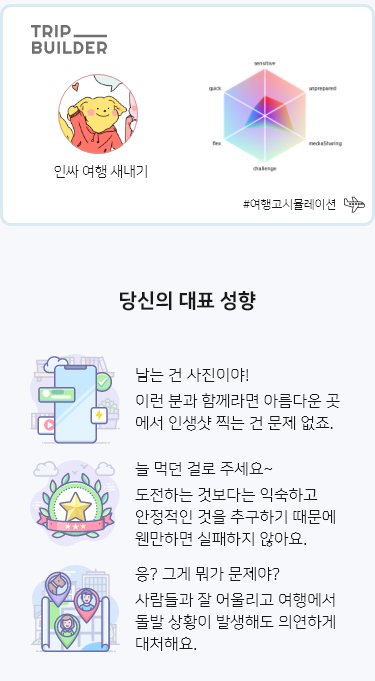 TRIP
BUILDER
인싸 여행 새내기
sensitive
quick
unprepared
flex
mediaSharing
challenge
#여행고시뮬레이션
당신의 대표 성향
남는 건 사진이야!
이런 분과 함께라면 아름다운 곳
에서 인생샷 찍는 건 문제 없죠.
늘 먹던 걸로 주세요~
도전하는 것보다는 익숙하고
안정적인 것을 추구하기 때문에
웬만하면 실패하지 않아요.
응? 그게 뭐가 문제야?
사람들과 잘 어울리고 여행에서
돌발 상황이 발생해도 의연하게
대처해요.